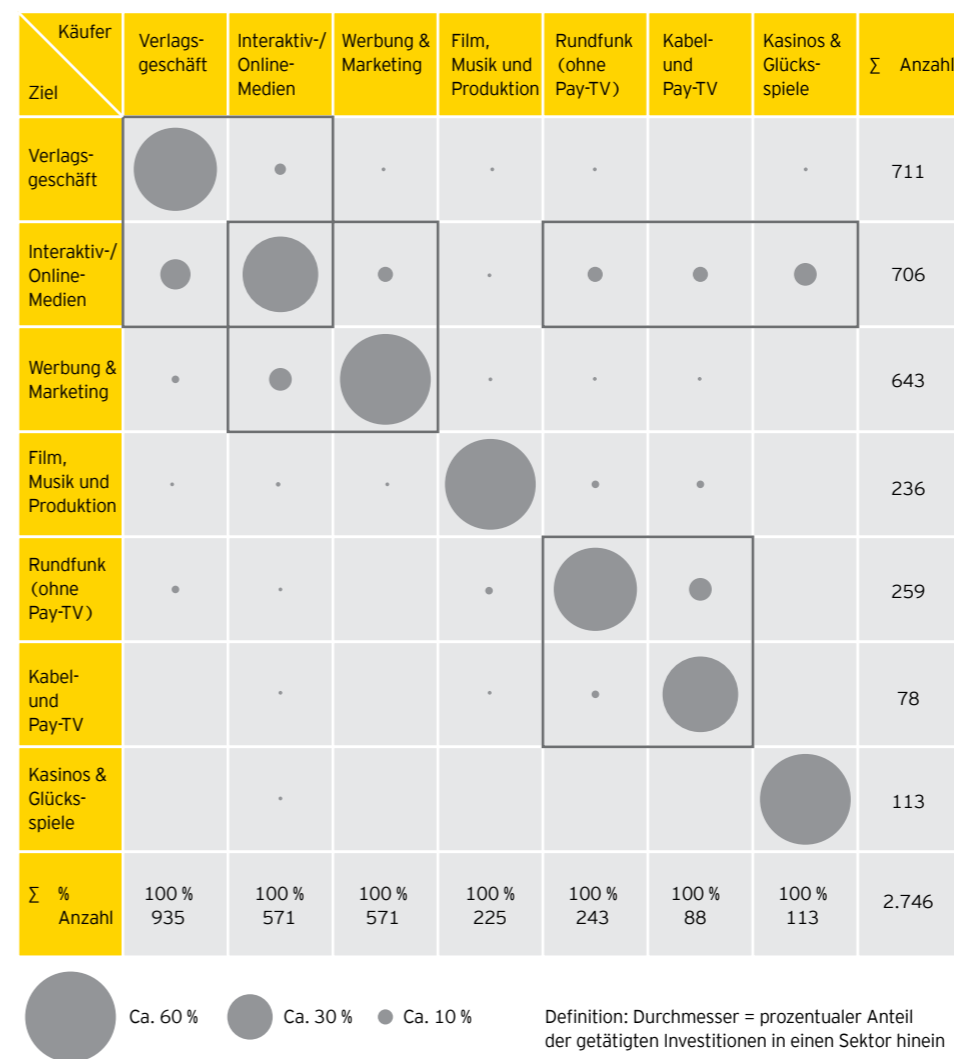 Käufer
Ziel
Verlags-
geschäft
Interaktiv-/
Online-
Medien
Werbung &
Marketing
Film,
Musik und
Produktion
Rundfunk
(ohne
Pay-TV)
Kabel-
und
Pay-TV
Kasinos &
Glücks-
spiele
∑ Anzahl
Verlags-
geschäft
711
Interaktiv-/
Online-
Medien
706
Werbung &
Marketing
643
Film,
Musik und
Produktion
236
Rundfunk
(ohne
Pay-TV)
259
Kabel-
und
Pay-TV
78
Kasinos &
Glücks-
spiele
113
∑ %
Anzahl
100 %
935
100 %
571
100 %
571
100 %
225
100 %
243
100 %
88
100 %
113
2.746
Ca. 60 %
Ca. 30 %
Ca. 10 %
Definition: Durchmesser = prozentualer Anteil
der getätigten Investitionen in einen Sektor hinein